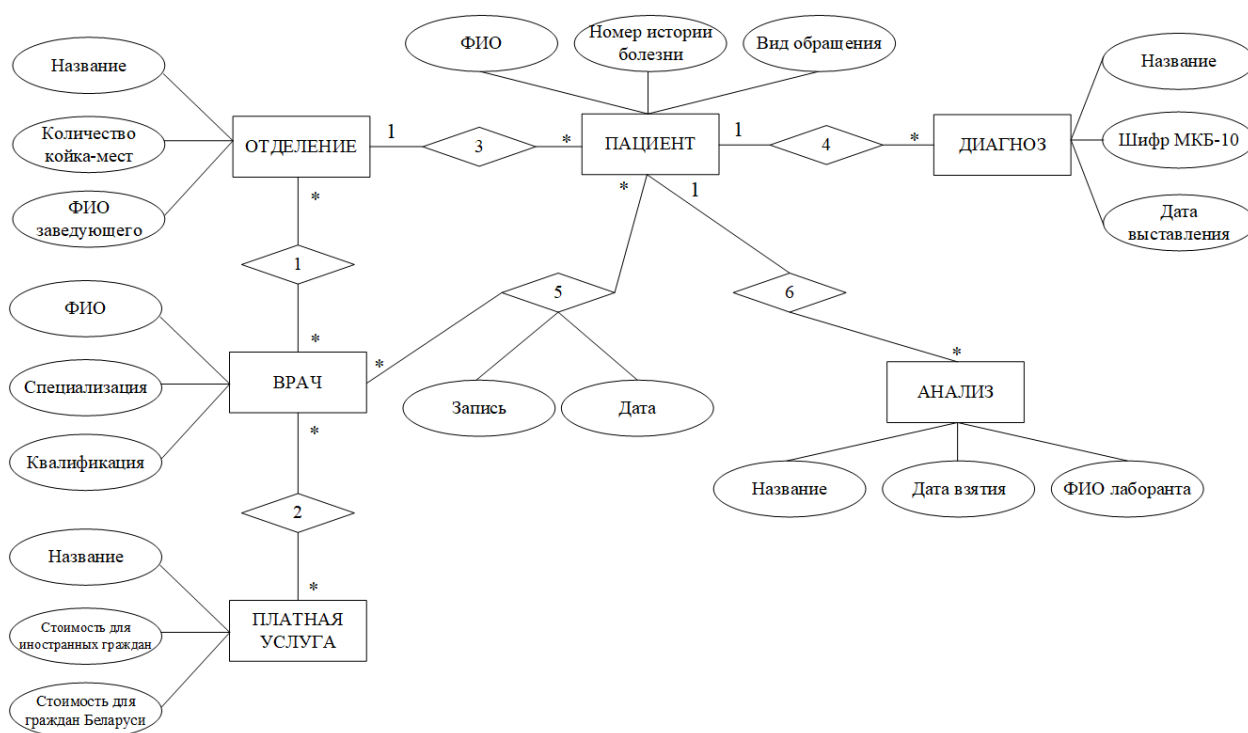 ФИО
Номер истории
болезни
Вид обращения
Название
Название
Количество
койка-мест
ОТДЕЛЕНИЕ
1
3
*
ПАЦИЕНТ
1
4
*
ДИАГНОЗ
Шифр МКБ-10
ФИО
заведующего
*
*
1
Дата
выставления
1
5
6
ФИО
*
*
*
Специализация
ВРАЧ
АНАЛИЗ
Запись
Дата
*
Квалификация
Название
Дата взятия
ФИО лаборанта
2
Название
*
ПЛАТНАЯ
УСЛУГА
Стоимость для
иностранных граждан
Стоимость для
граждан Беларуси